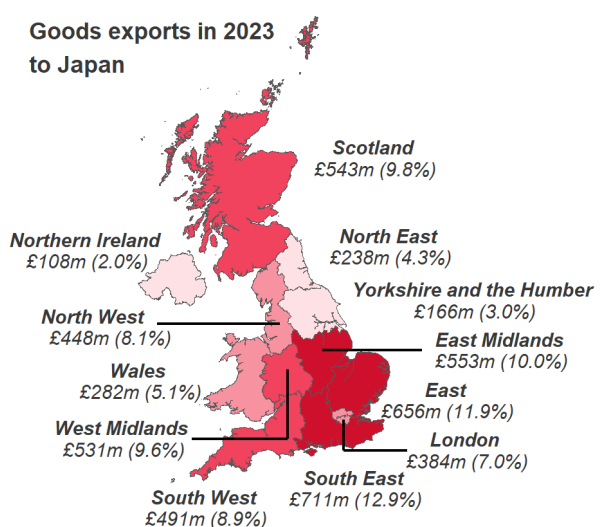 Goods exports in 2023
to Japan
Scotland
£543m (9.8%)
Northern Ireland
£108m (2.0%)
North East
£238m (4.3%)
Yorkshire and the Humber
£166m (3.0%)
North West
£448m (8.1%)
East Midlands
£553m (10.0%)
Wales
£282m (5.1%)
East
£656m (11.9%)
West Midlands
£531m (9.6%)
London
£384m (7.0%)
South East
£711m (12.9%)
South West
£491m (8.9%)